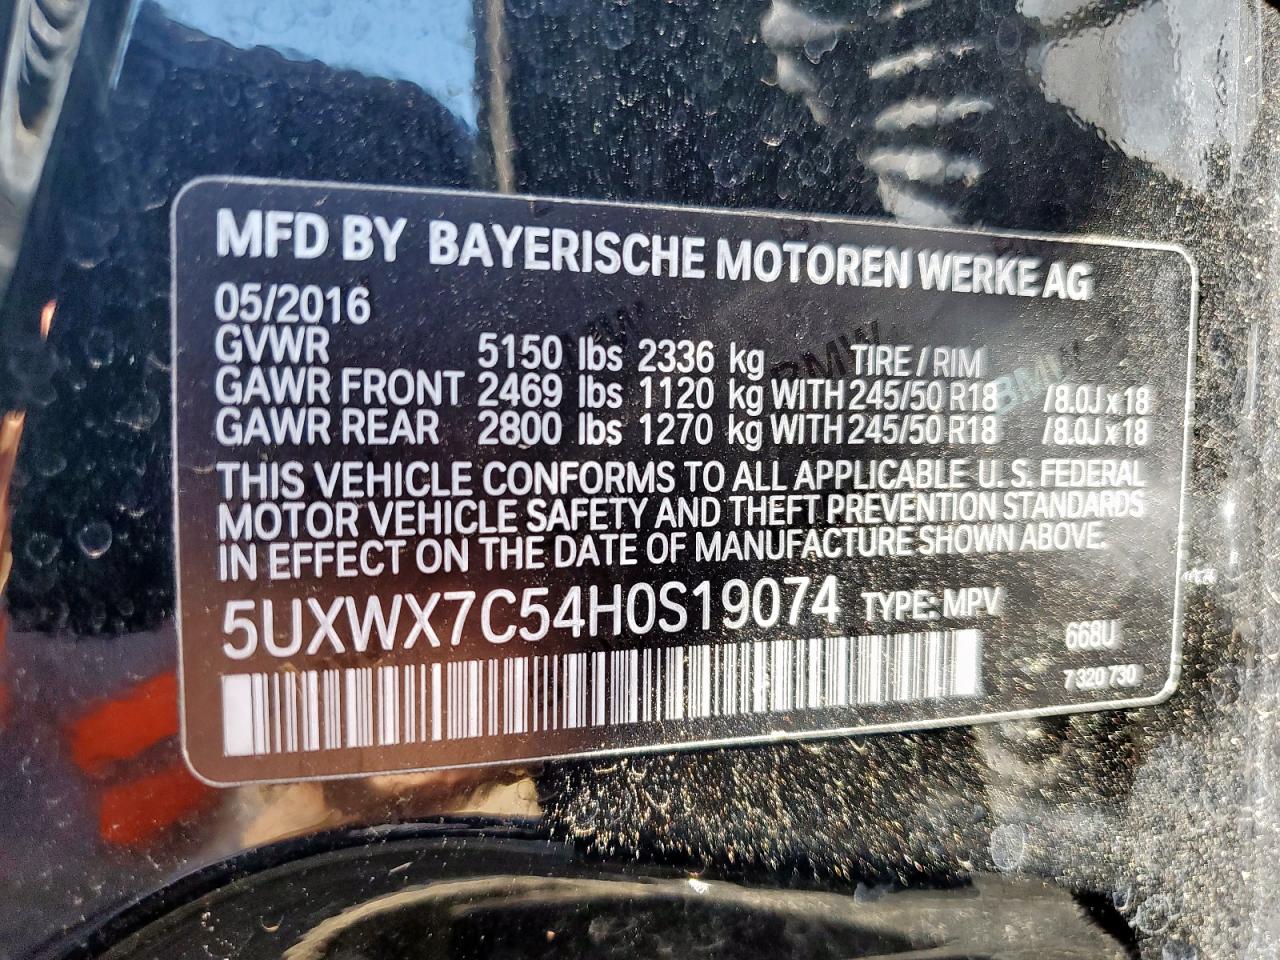 MFD BY BAYERISCHE MOTOREN WERKE AG
05/2016
GVWR 5150 lbs 2336 kg TIRE / RIM
GAWR FRONT 2469 lbs 1120 kg WITH 245/50 R18 /8.0J x 18
GAWR REAR 2800 lbs 1270 kg WITH 245/50 R18 /8.0J x 18
THIS VEHICLE CONFORMS TO ALL APPLICABLE U.S. FEDERAL
MOTOR VEHICLE SAFETY AND THEFT PREVENTION STANDARDS
IN EFFECT ON THE DATE OF MANUFACTURE SHOWN ABOVE.
5UXWX7C54H0S19074 TYPE: MPV
668U
7 320 730
BMW
BMW